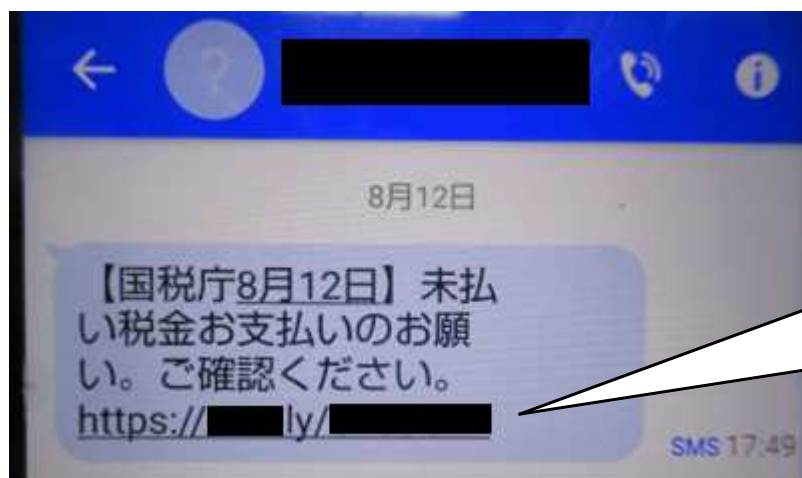 ?
8月12日
【国税庁8月12日】未払
い税金お支払いのお願
い。ご確認ください。
https:// ly/
SMS 17:49